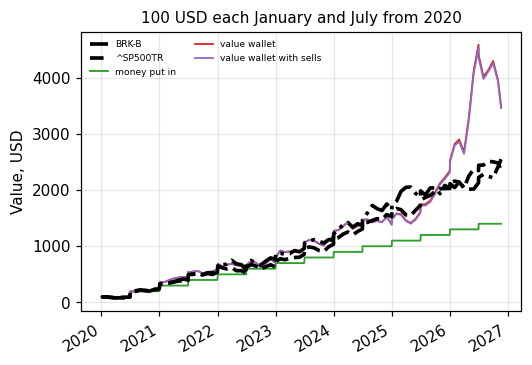 100 USD each January and July from 2020
BRK-B
^SP500TR
money put in
value wallet
value wallet with sells
Value, USD
4000
3000
2000
1000
0
2020
2021
2022
2023
2024
2025
2026
2027